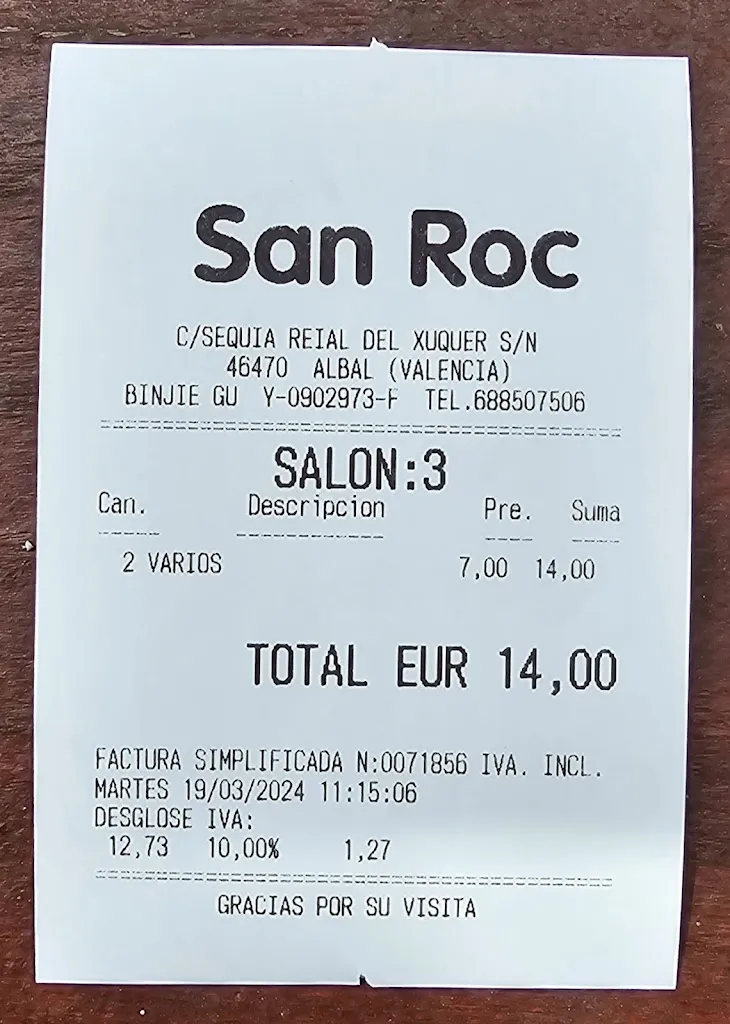 San Roc
C/SEQUIA REIAL DEL XUQUER S/N
46470 ALBAL (VALENCIA)
BINJIE GU Y-0902973-F TEL.688507506
SALON:3
Can. Descripcion Pre. Suma
2 VARIOS 7,00 14,00
TOTAL EUR 14,00
FACTURA SIMPLIFICADA N:0071856 IVA. INCL.
MARTES 19/03/2024 11:15:06
DESGLOSE IVA:
12,73 10,00% 1,27
GRACIAS POR SU VISITA